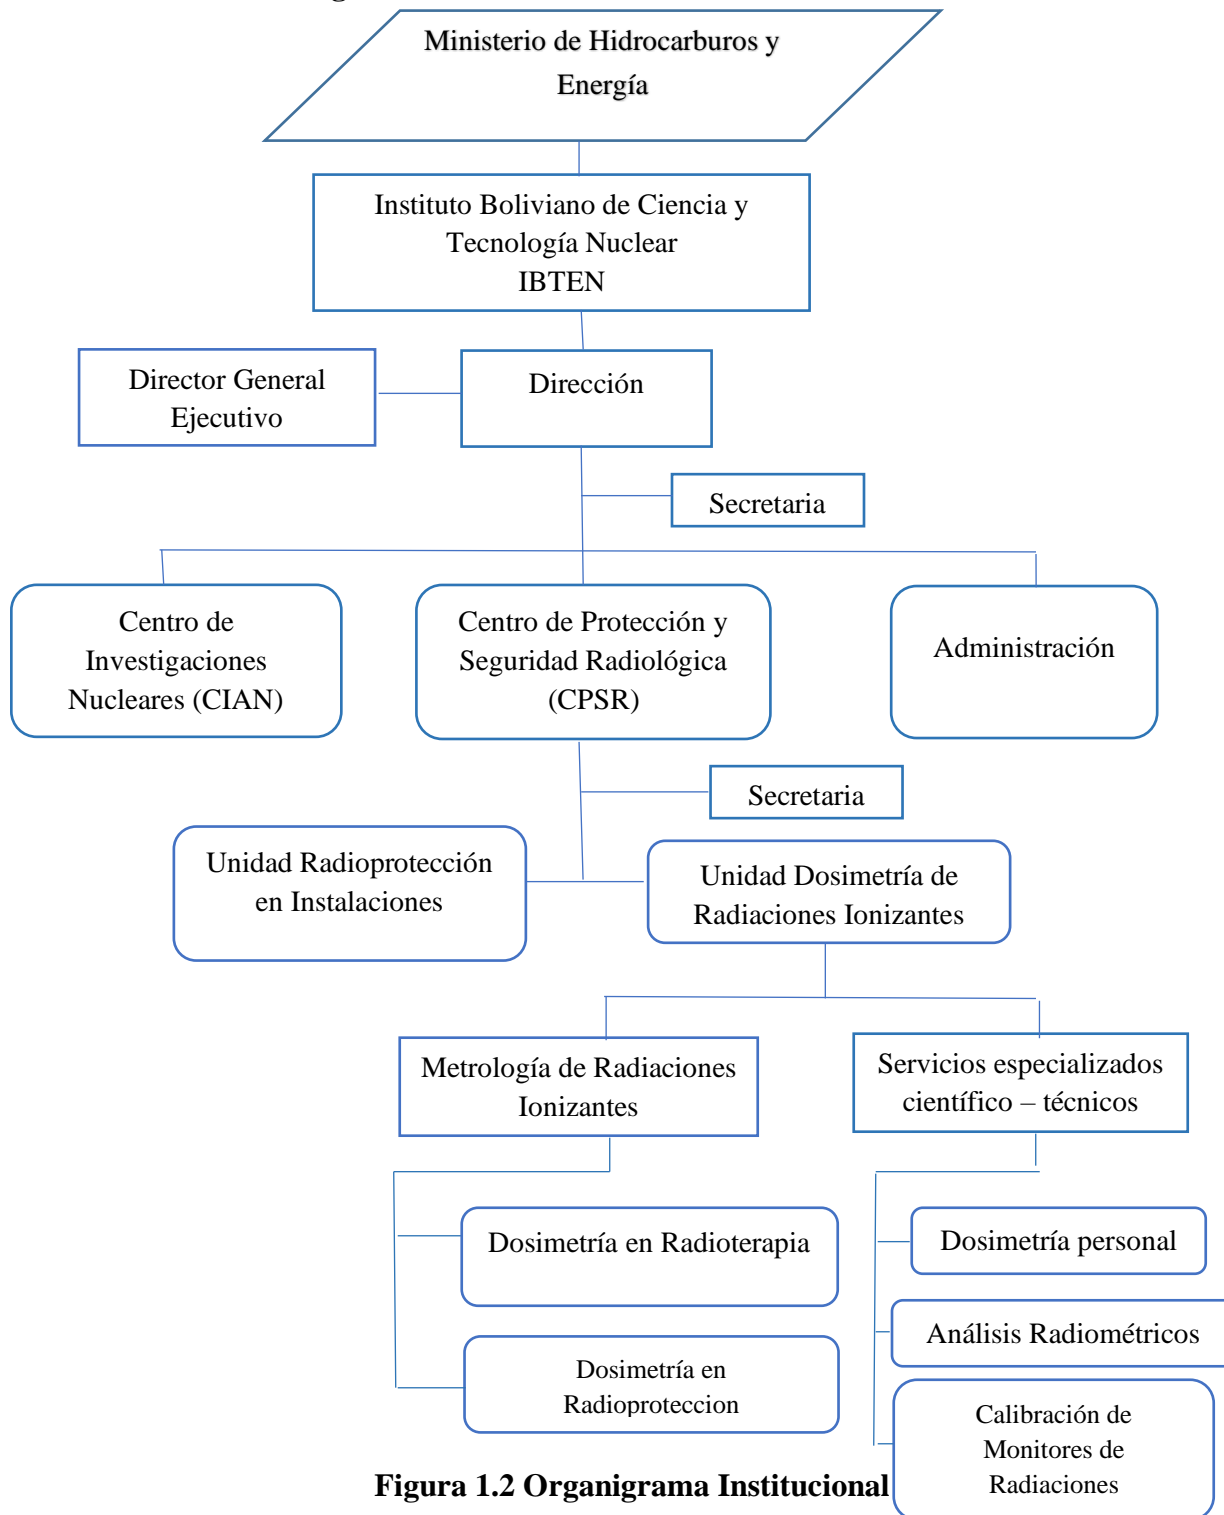 Ministerio de Hidrocarburos y
Energía
Instituto Boliviano de Ciencia y
Tecnología Nuclear
IBTEN
Director General
Ejecutivo
Dirección
Secretaria
Centro de
Investigaciones
Nucleares (CIAN)
Centro de Protección y
Seguridad Radiológica
(CPSR)
Administración
Secretaria
Unidad Radioprotección
en Instalaciones
Unidad Dosimetría de
Radiaciones Ionizantes
Metrología de Radiaciones
Ionizantes
Servicios especializados
científico – técnicos
Dosimetría en Radioterapia
Dosimetría en
Radioproteccion
Dosimetría personal
Análisis Radiométricos
Calibración de
Monitores de
Radiaciones
Figura 1.2 Organigrama Institucional